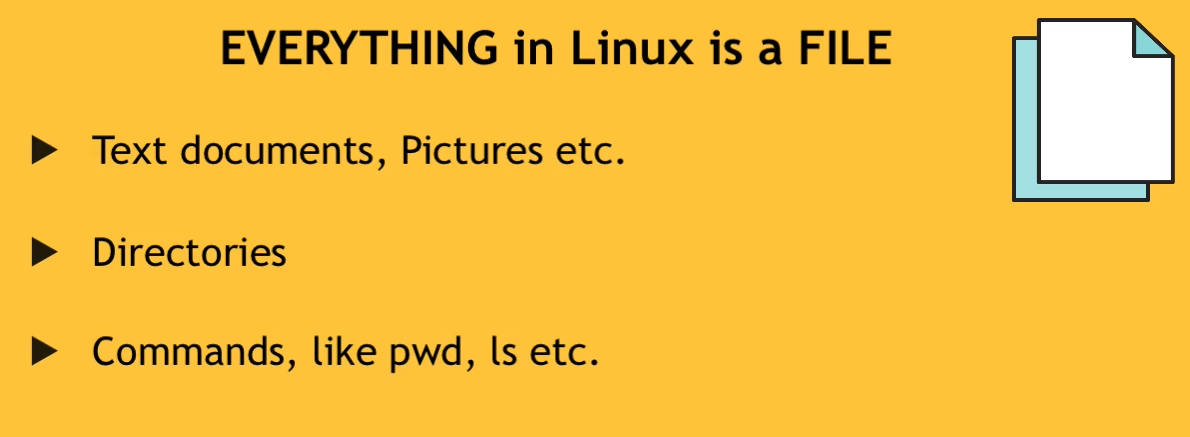 EVERYTHING in Linux is a FILE
Text documents, Pictures etc.
Directories
Commands, like pwd, ls etc.